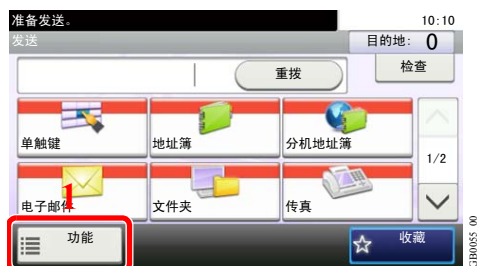 准备发送。
10:10
发送
目的地: 0
重拨
检查
单触键
地址簿
分机地址簿
1/2
电子邮件
文件夹
传真
1
功能
收藏
GB0055_00